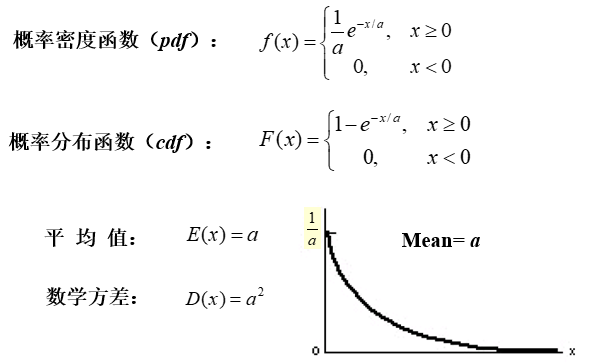 概率密度函数（pdf）： f(x) = { 1/a e^{-x/a}, x ≥ 0
0, x < 0
概率分布函数（cdf）： F(x) = { 1 − e^{-x/a}, x ≥ 0
0, x < 0
平 均 值： E(x) = a
数学方差： D(x) = a²
1/a
Mean= a
0
x